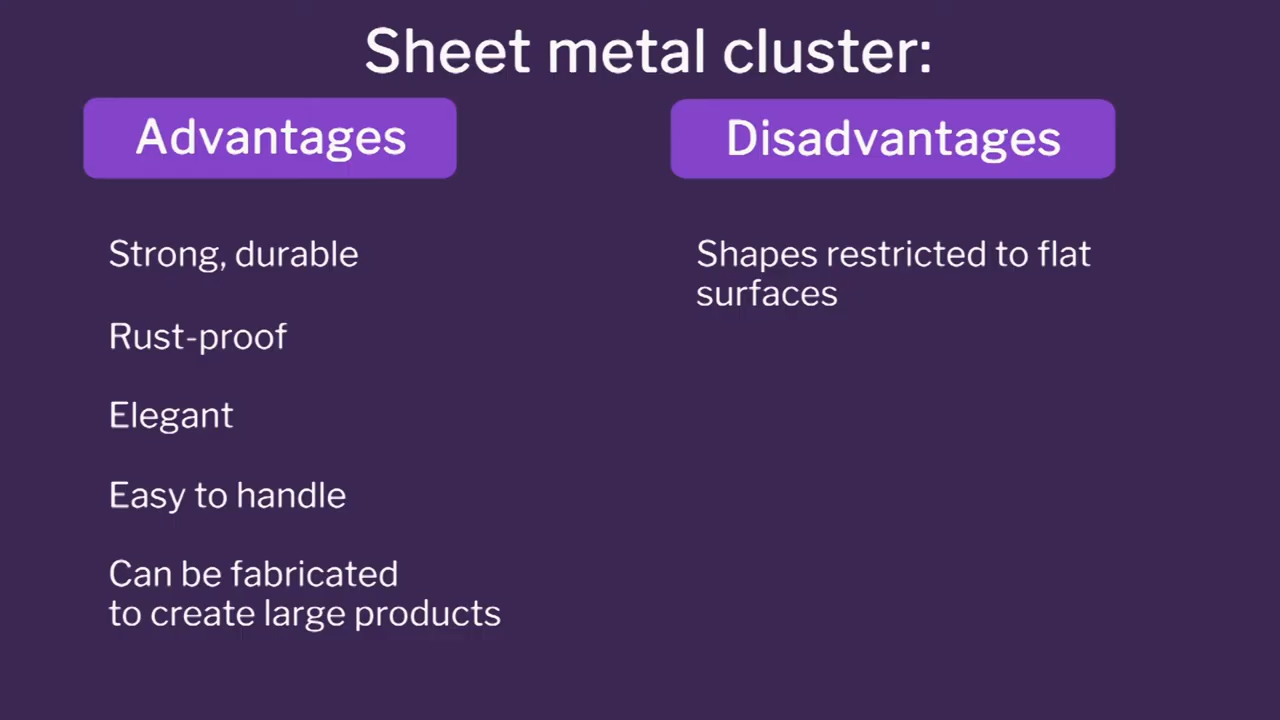 Sheet metal cluster:
Advantages
Strong, durable
Rust-proof
Elegant
Easy to handle
Can be fabricated
to create large products
Disadvantages
Shapes restricted to flat
surfaces